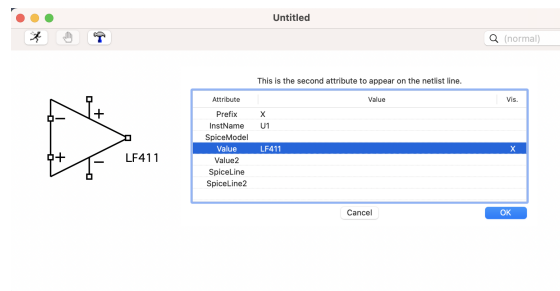 Untitled
(normal)
This is the second attribute to appear on the netlist line.
Attribute Value Vis.
Prefix X
InstName U1
SpiceModel
Value LF411 X
Value2
SpiceLine
SpiceLine2
Cancel OK
+
−
+
−
LF411